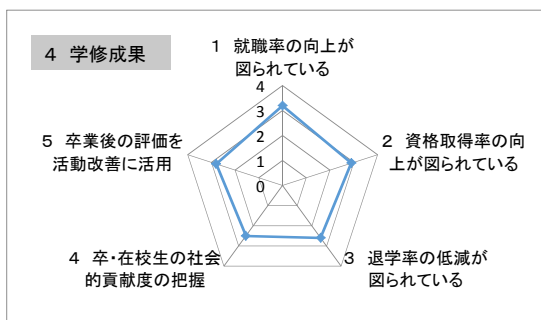 4 学修成果
1 就職率の向上が
図られている
4
3
2
1
0
2 資格取得率の向
上が図られている
3 退学率の低減が
図られている
4 卒・在校生の社会
的貢献度の把握
5 卒業後の評価を
活動改善に活用